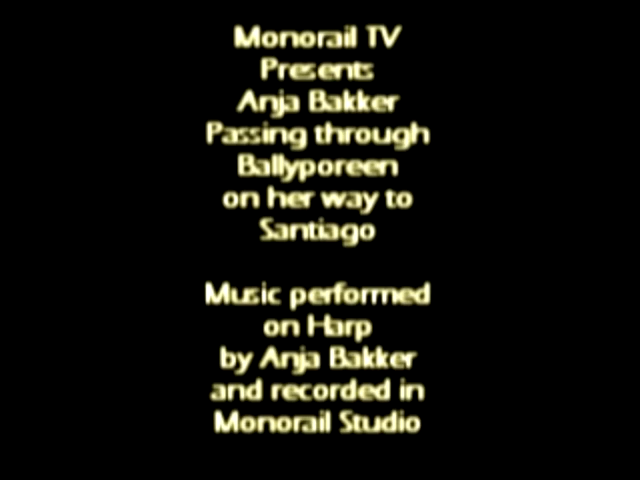 Monorail TV
Presents
Anja Bakker
Passing through
Ballyporeen
on her way to
Santiago
Music performed
on Harp
by Anja Bakker
and recorded in
Monorail Studio